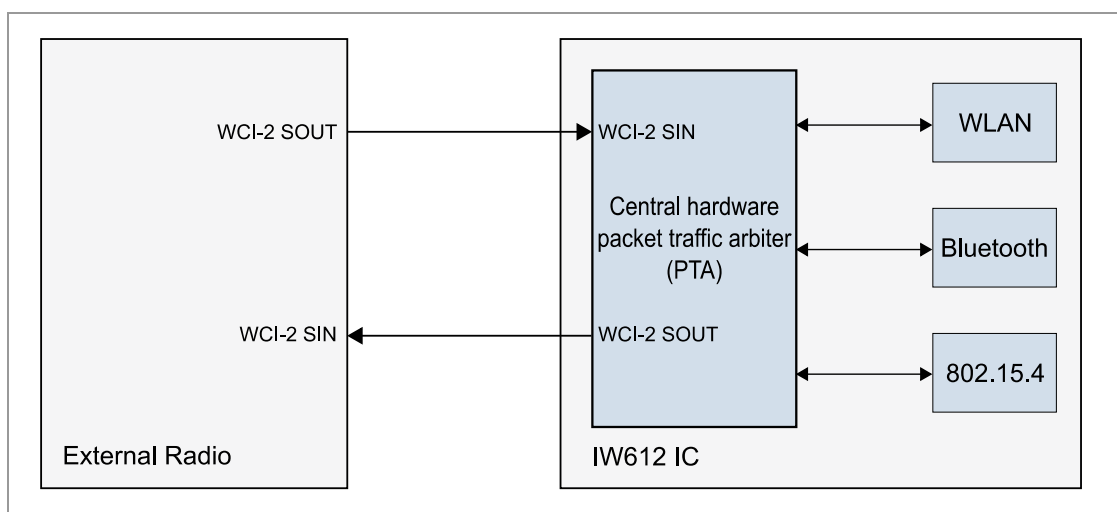 WCI-2 SOUT
WCI-2 SIN
External Radio
WCI-2 SIN
Central hardware
packet traffic arbiter
(PTA)
WCI-2 SOUT
IW612 IC
WLAN
Bluetooth
802.15.4